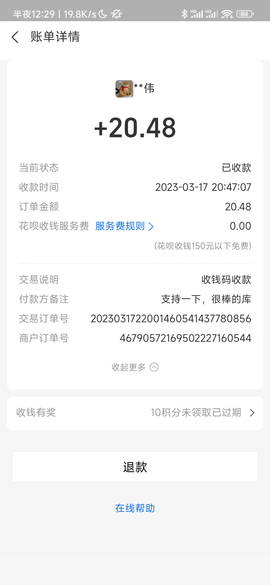 半夜12:29 | 19.8K/s
账单详情
**伟
+20.48
当前状态 已收款
收款时间 2023-03-17 20:47:07
订单金额 20.48
花呗收钱服务费 服务费规则 0.00
(花呗收钱150元以下免费)
交易说明 收钱码收款
付款方备注 支持一下，很棒的库
交易订单号 20230317220014605414377 80856
商户订单号 46790572169502227160544
收起更多
收钱有奖 10积分未领取已过期
退款
在线帮助